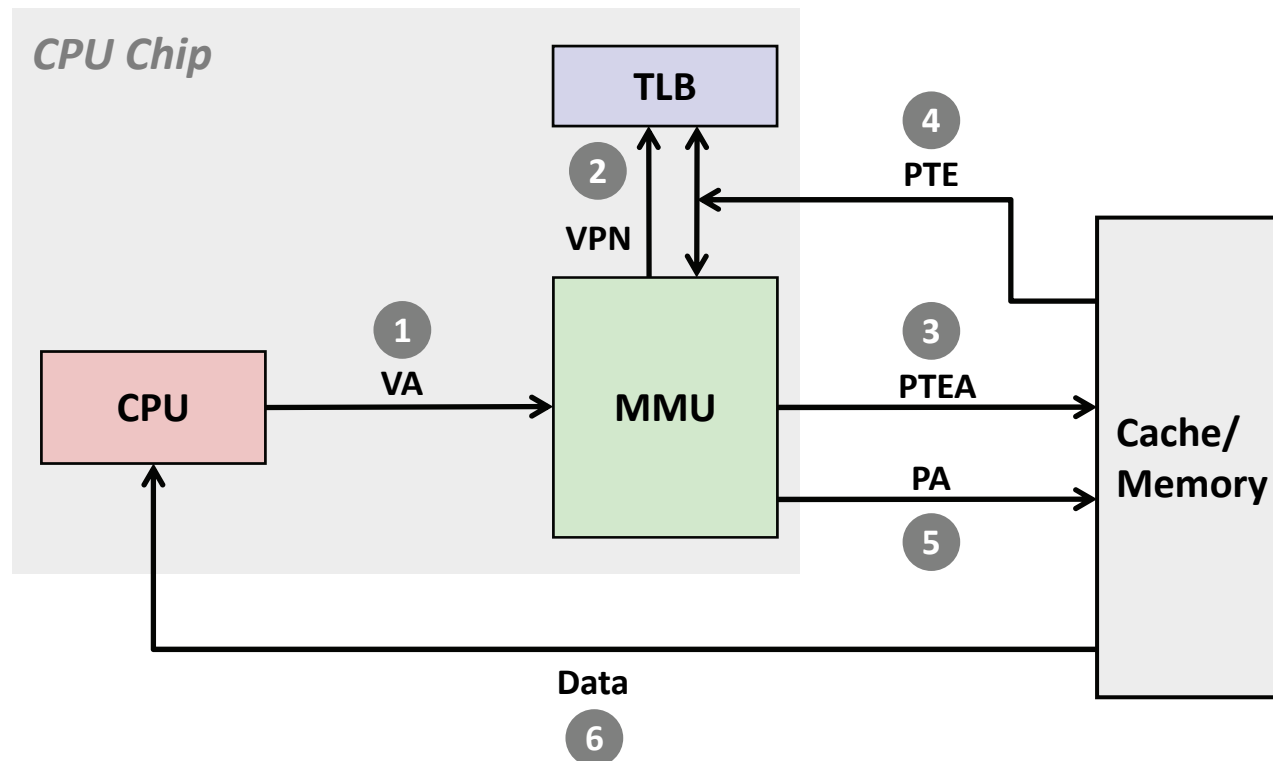 CPU Chip
TLB
4
2
PTE
VPN
1
3
VA
PTEA
CPU
MMU
Cache/
Memory
PA
5
Data
6